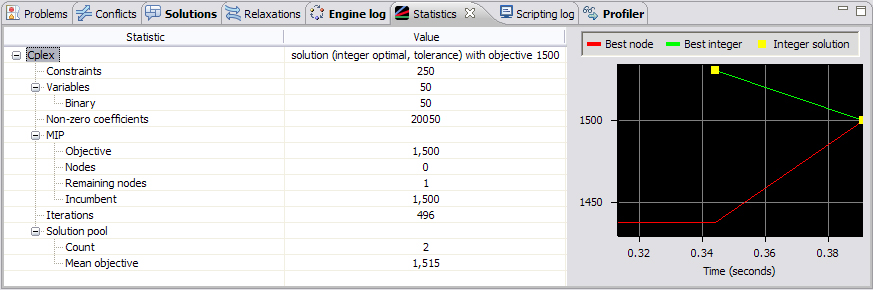 Problems Conflicts Solutions Relaxations Engine log Statistics Scripting log Profiler
Statistic Value
Cplex solution (integer optimal, tolerance) with objective 1500
Constraints 250
Variables 50
Binary 50
Non-zero coefficients 20050
MIP
Objective 1,500
Nodes 0
Remaining nodes 1
Incumbent 1,500
Iterations 496
Solution pool
Count 2
Mean objective 1,515
Best node Best integer Integer solution
1500
1450
0.32 0.34 0.36 0.38
Time (seconds)